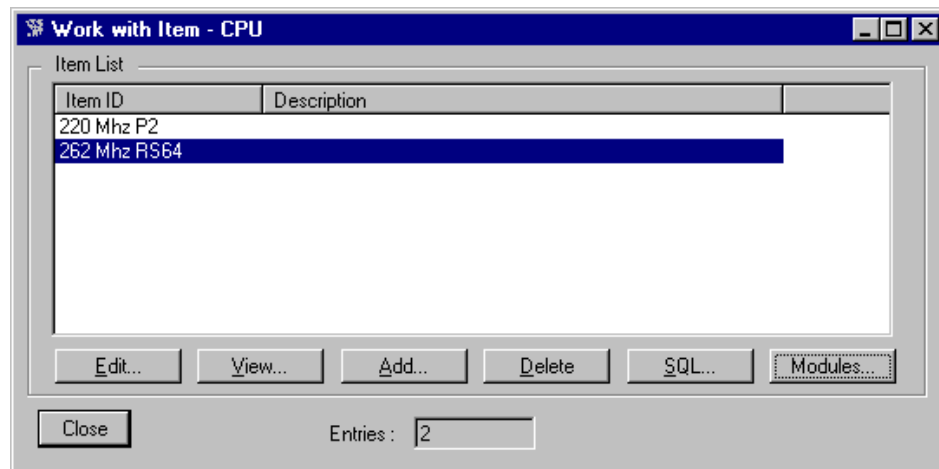 Work with Item - CPU
Item List
Item ID Description
220 Mhz P2
262 Mhz RS64
Edit... View... Add... Delete SQL... Modules...
Close Entries : 2